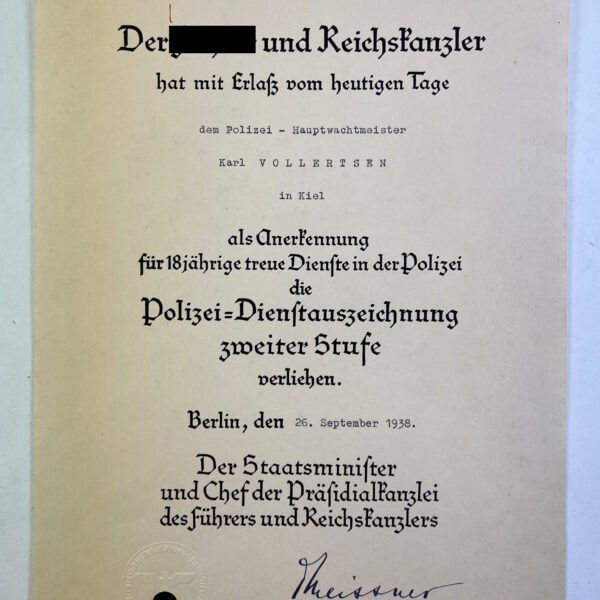 Der und Reichskanzler
hat mit Erlaß vom heutigen Tage
dem Polizei - Hauptwachtmeister
Karl VOLLERTSEN
in Kiel
als Anerkennung
für 18jährige treue Dienste in der Polizei
die
Polizei=Dienstauszeichnung
zweiter Stufe
verliehen.
Berlin, den 26. September 1938.
Der Staatsminister
und Chef der Präsidialkanzlei
des Führers und Reichskanzlers
Meissner